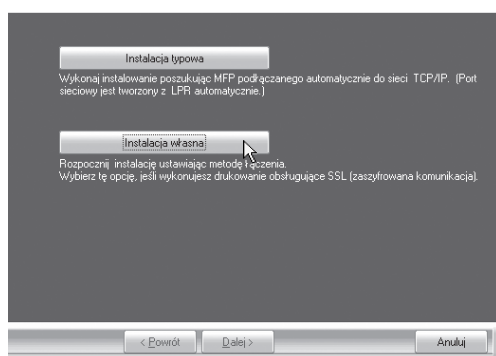 Instalacja typowa
Wykonaj instalowanie poszukując MFP podłączanego automatycznie do sieci TCP/IP. (Port
sieciowy jest tworzony z LPR automatycznie.)
Instalacja własna
Rozpocznij instalację ustawiając metodę łączenia.
Wybierz tę opcję, jeśli wykonujesz drukowanie obsługujące SSL (zaszyfrowana komunikacja).
< Powrót
Dalej >
Anuluj